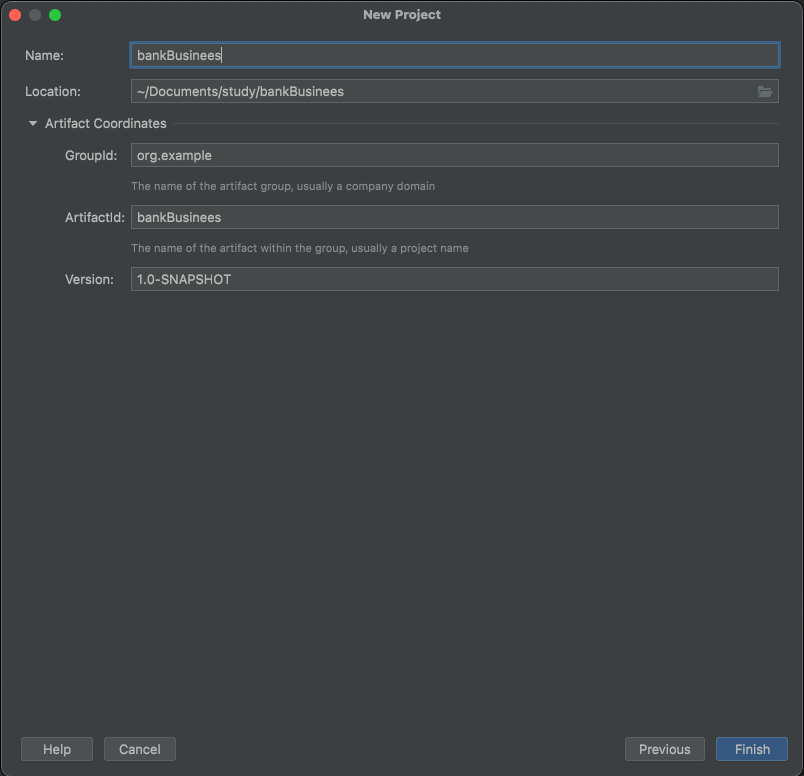 New Project
Name: bankBusinees
Location: ~/Documents/study/bankBusinees
Artifact Coordinates
GroupId: org.example
The name of the artifact group, usually a company domain
ArtifactId: bankBusinees
The name of the artifact within the group, usually a project name
Version: 1.0-SNAPSHOT
Help Cancel Previous Finish